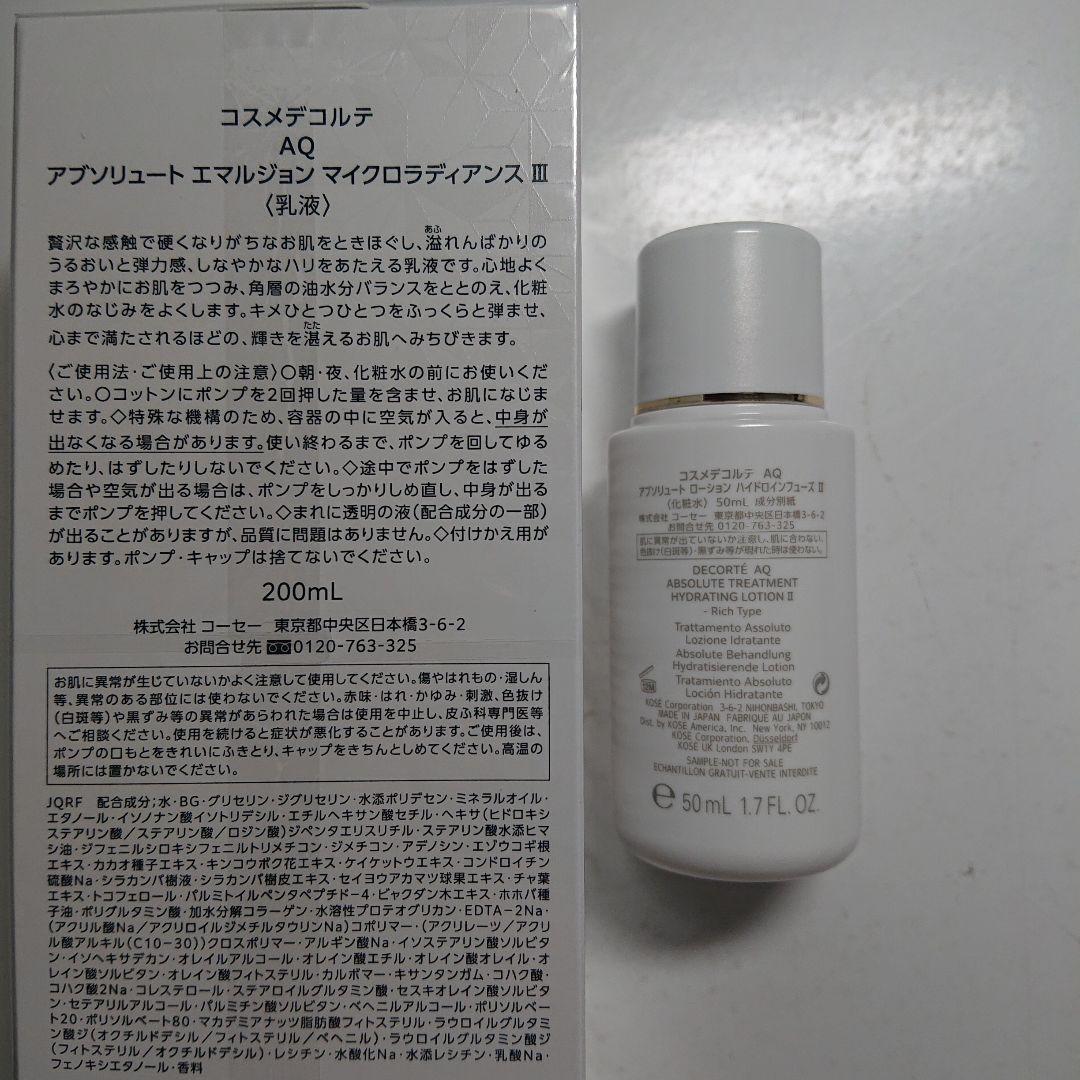 コスメデコルテ
AQ
アブソリュート エマルジョン マイクロラディアンス Ⅲ
〈乳液〉
贅沢な感触で硬くなりがちなお肌をときほぐし、溢れんばかりの
あふ
うるおいと弾力感、しなやかなハリをあたえる乳液です。心地よく
まろやかにお肌をつつみ、角層の油水分バランスをととのえ、化粧
水のなじみをよくします。キメひとつひとつをふっくらと弾ませ、
心まで満たされるほどの、輝きを湛えるお肌へみちびきます。
たた
〈ご使用法・ご使用上の注意〉○朝・夜、化粧水の前にお使いくだ
さい。○コットンにポンプを2回押した量を含ませ、お肌になじま
せます。◇特殊な機構のため、容器の中に空気が入ると、中身が
出なくなる場合があります。使い終わるまで、ポンプを回してゆる
めたり、はずしたりしないでください。◇途中でポンプをはずした
場合や空気が出る場合は、ポンプをしっかりしめ直し、中身が出る
までポンプを押してください。◇まれに透明の液(配合成分の一部)
が出ることがありますが、品質に問題はありません。◇付けかえ用が
あります。ポンプ・キャップは捨てないでください。
200mL
株式会社 コーセー 東京都中央区日本橋3-6-2
お問合せ先 0120-763-325
お肌に異常が生じていないかよく注意して使用してください。傷やはれもの・湿しん
等、異常のある部位には使わないでください。赤味・はれ・かゆみ・刺激、色抜け
(白斑等)や黒ずみ等の異常があらわれた場合は使用を中止し、皮ふ科専門医等
へご相談ください。使用を続けると症状が悪化することがあります。ご使用後は、
ポンプの口もとをきれいにふきとり、キャップをきちんとしめてください。高温の
場所には置かないでください。
JQRF 配合成分;水・BG・グリセリン・ジグリセリン・水添ポリデセン・ミネラルオイル・
エタノール・イソノナン酸イソトリデシル・エチルヘキサン酸セチル・ヘキサ(ヒドロキシ
ステアリン酸/ステアリン酸/ロジン酸)ジペンタエリスリチル・ステアリン酸水添ヒマ
シ油・ジフェニルシロキシフェニルトリメチコン・ジメチコン・アデノシン・エゾウコギ根
エキス・カカオ種子エキス・キンコウボク花エキス・ケイケットウエキス・コンドロイチン
硫酸Na・シラカンバ樹液・シラカンバ樹皮エキス・セイヨウアカマツ球果エキス・チャ葉
エキス・トコフェロール・パルミトイルペンタペプチド-4・ビャクダン木エキス・ホホバ種
子油・ポリグルタミン酸・加水分解コラーゲン・水溶性プロテオグリカン・EDTA-2Na・
(アクリル酸Na/アクリロイルジメチルタウリンNa)コポリマー・(アクリレーツ/アクリ
ル酸アルキル(C10-30))クロスポリマー・アルギン酸Na・イソステアリン酸ソルビタ
ン・イソヘキサデカン・オレイルアルコール・オレイン酸エチル・オレイン酸オレイル・オ
レイン酸ソルビタン・オレイン酸フィトステリル・カルボマー・キサンタンガム・コハク酸・
コハク酸2Na・コレステロール・ステアロイルグルタミン酸・セスキオレイン酸ソルビタ
ン・セテアリルアルコール・パルミチン酸ソルビタン・ベヘニルアルコール・ポリソルベー
ト20・ポリソルベート80・マカデミアナッツ脂肪酸フィトステリル・ラウロイルグルタミ
ン酸ジ(オクチルドデシル/フィトステリル/ベヘニル)・ラウロイルグルタミン酸ジ
(フィトステリル/オクチルドデシル)・レシチン・水酸化Na・水添レシチン・乳酸Na・
フェノキシエタノール・香料
コスメデコルテ AQ
アブソリュート ローション ハイドロインフューズ Ⅱ
〈化粧水〉 50mL 成分別紙
株式会社 コーセー 東京都中央区日本橋3-6-2
お問合せ先 0120-763-325
肌に異常が出ていないか注意し、肌に合わない、
色抜け(白斑等)・黒ずみ等が現れた時は使わない。
DECORTÉ AQ
ABSOLUTE TREATMENT
HYDRATING LOTION Ⅱ
- Rich Type
Trattamento Assoluto
Lozione Idratante
Absolute Behandlung
Hydratisierende Lotion
Tratamiento Absoluto
Loción Hidratante
12M
KOSÉ Corporation 3-6-2 NIHONBASHI, TOKYO
MADE IN JAPAN FABRIQUÉ AU JAPON
Dist. by KOSÉ America, Inc. New York, NY 10012
KOSÉ Corporation, Düsseldorf
KOSÉ UK London SW1Y 4PE
SAMPLE-NOT FOR SALE
ECHANTILLON GRATUIT-VENTE INTERDITE
e 50 mL 1.7 FL. OZ.